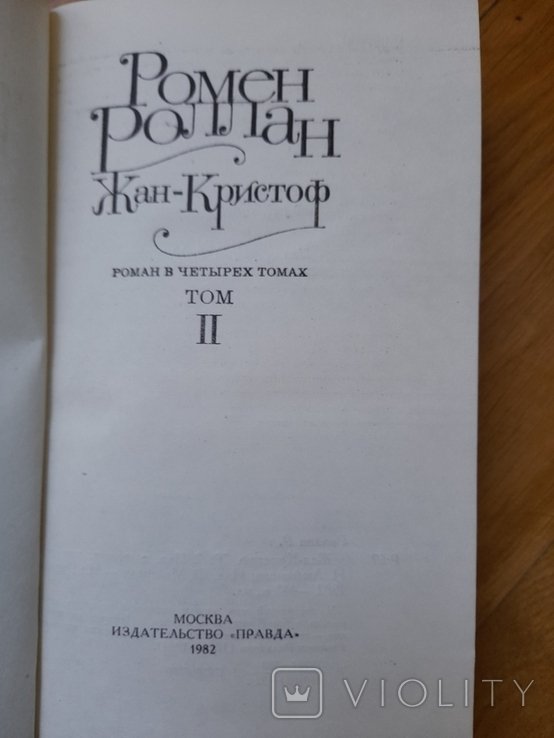 Ромен
Роллан
Жан-Кристоф
РОМАН В ЧЕТЫРЕХ ТОМАХ
ТОМ
II
МОСКВА
ИЗДАТЕЛЬСТВО «ПРАВДА»
1982
VIOLITY